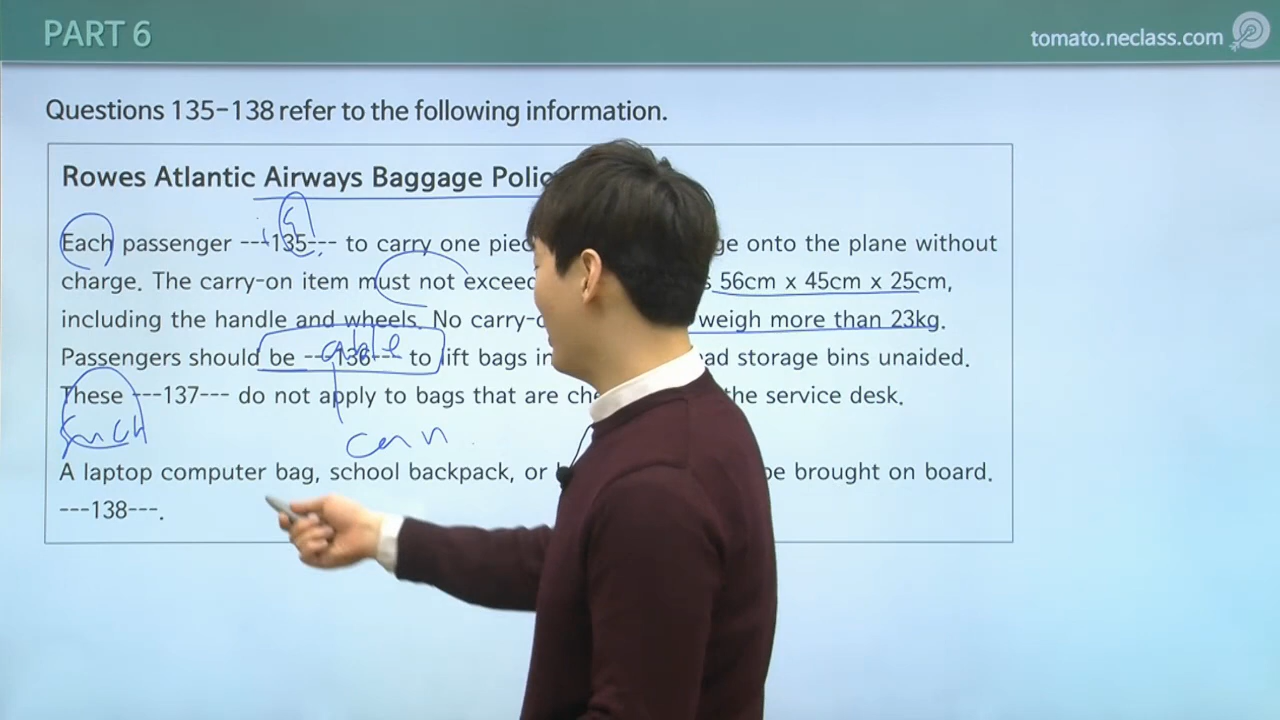 PART 6
tomato.neclass.com
Questions 135-138 refer to the following information.
Rowes Atlantic Airways Baggage Polic
Each passenger ---135--- to carry one piec ge onto the plane without
charge. The carry-on item must not exceed s 56cm x 45cm x 25cm,
including the handle and wheels. No carry-o weigh more than 23kg.
able
Passengers should be ---136--- to lift bags in ad storage bins unaided.
These ---137--- do not apply to bags that are che the service desk.
such
can
A laptop computer bag, school backpack, or be brought on board.
---138---.